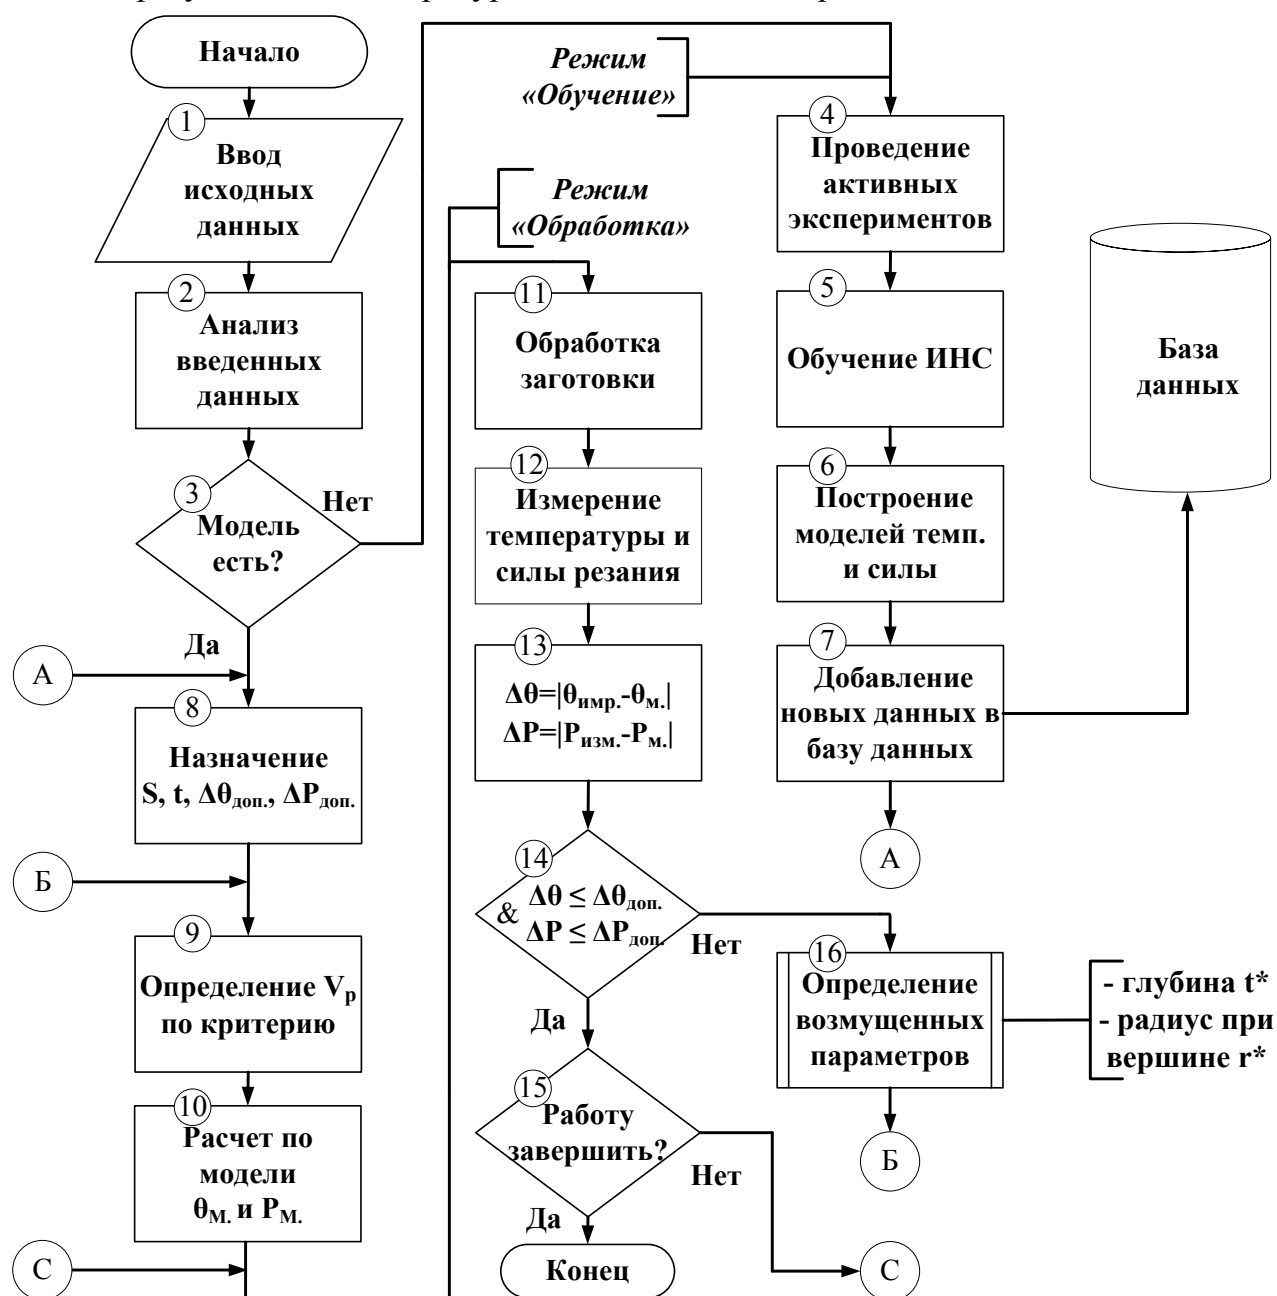 Начало
1
Ввод
исходных
данных
2
Анализ
введенных
данных
3
Модель
есть?
Нет
Да
А
8
Назначение
S, t, Δθдоп., ΔPдоп.
Б
9
Определение Vр
по критерию
10
Расчет по
модели
θМ. и РМ.
С
Режим
«Обучение»
Режим
«Обработка»
11
Обработка
заготовки
12
Измерение
температуры и
силы резания
13
Δθ=|θимр.-θм.|
ΔP=|Pизм.-Pм.|
14
& Δθ ≤ Δθдоп.
ΔP ≤ ΔPдоп.
Нет
Да
15
Работу
завершить?
Нет
Да
Конец
4
Проведение
активных
экспериментов
5
Обучение ИНС
6
Построение
моделей темп.
и силы
7
Добавление
новых данных в
базу данных
А
16
Определение
возмущенных
параметров
Б
С
База
данных
- глубина t*
- радиус при
вершине r*